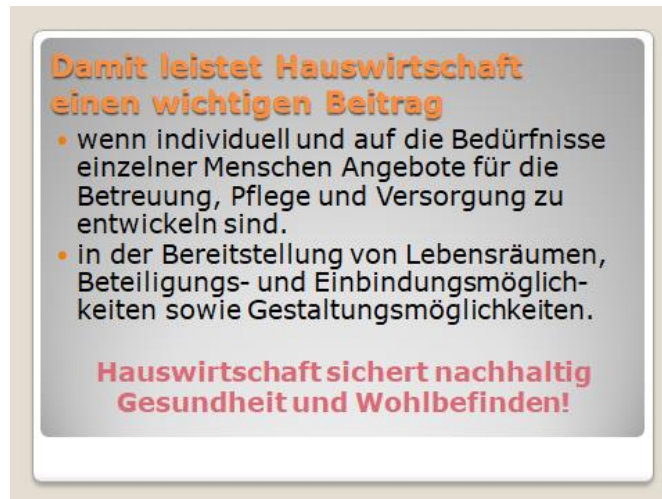 Damit leistet Hauswirtschaft
einen wichtigen Beitrag
• wenn individuell und auf die Bedürfnisse
einzelner Menschen Angebote für die
Betreuung, Pflege und Versorgung zu
entwickeln sind.
• in der Bereitstellung von Lebensräumen,
Beteiligungs- und Einbindungsmöglich-
keiten sowie Gestaltungsmöglichkeiten.
Hauswirtschaft sichert nachhaltig
Gesundheit und Wohlbefinden!